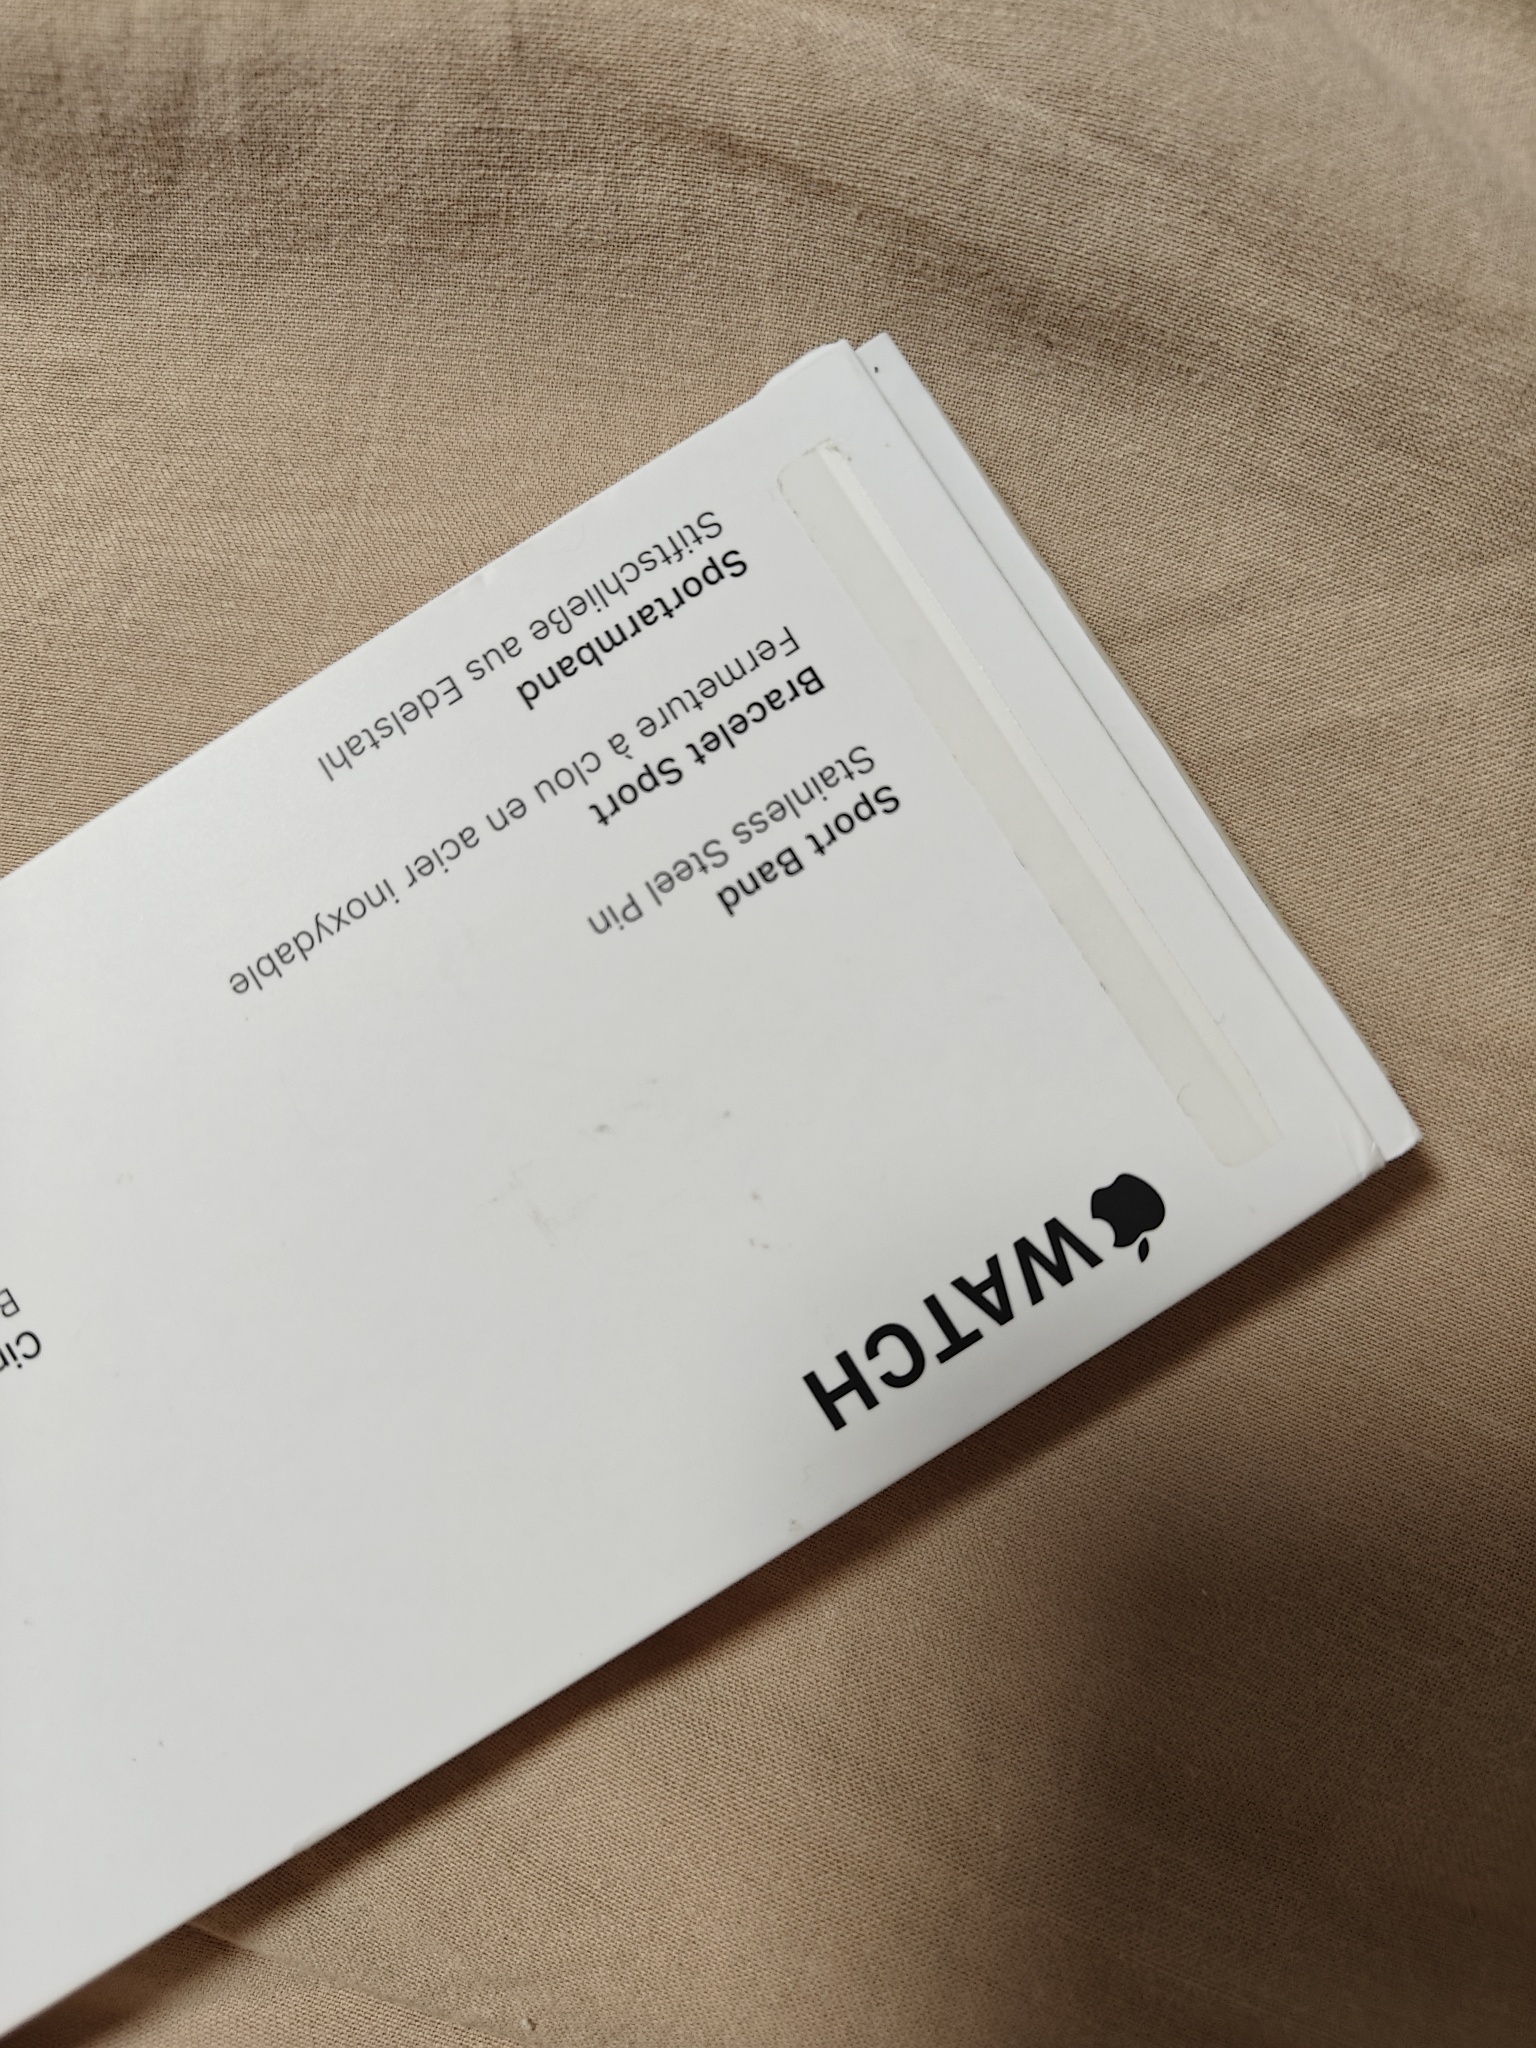 WATCH
Sport Band
Stainless Steel Pin
Bracelet Sport
Fermeture à clou en acier inoxydable
Sportarmband
Stiftschließe aus Edelstahl